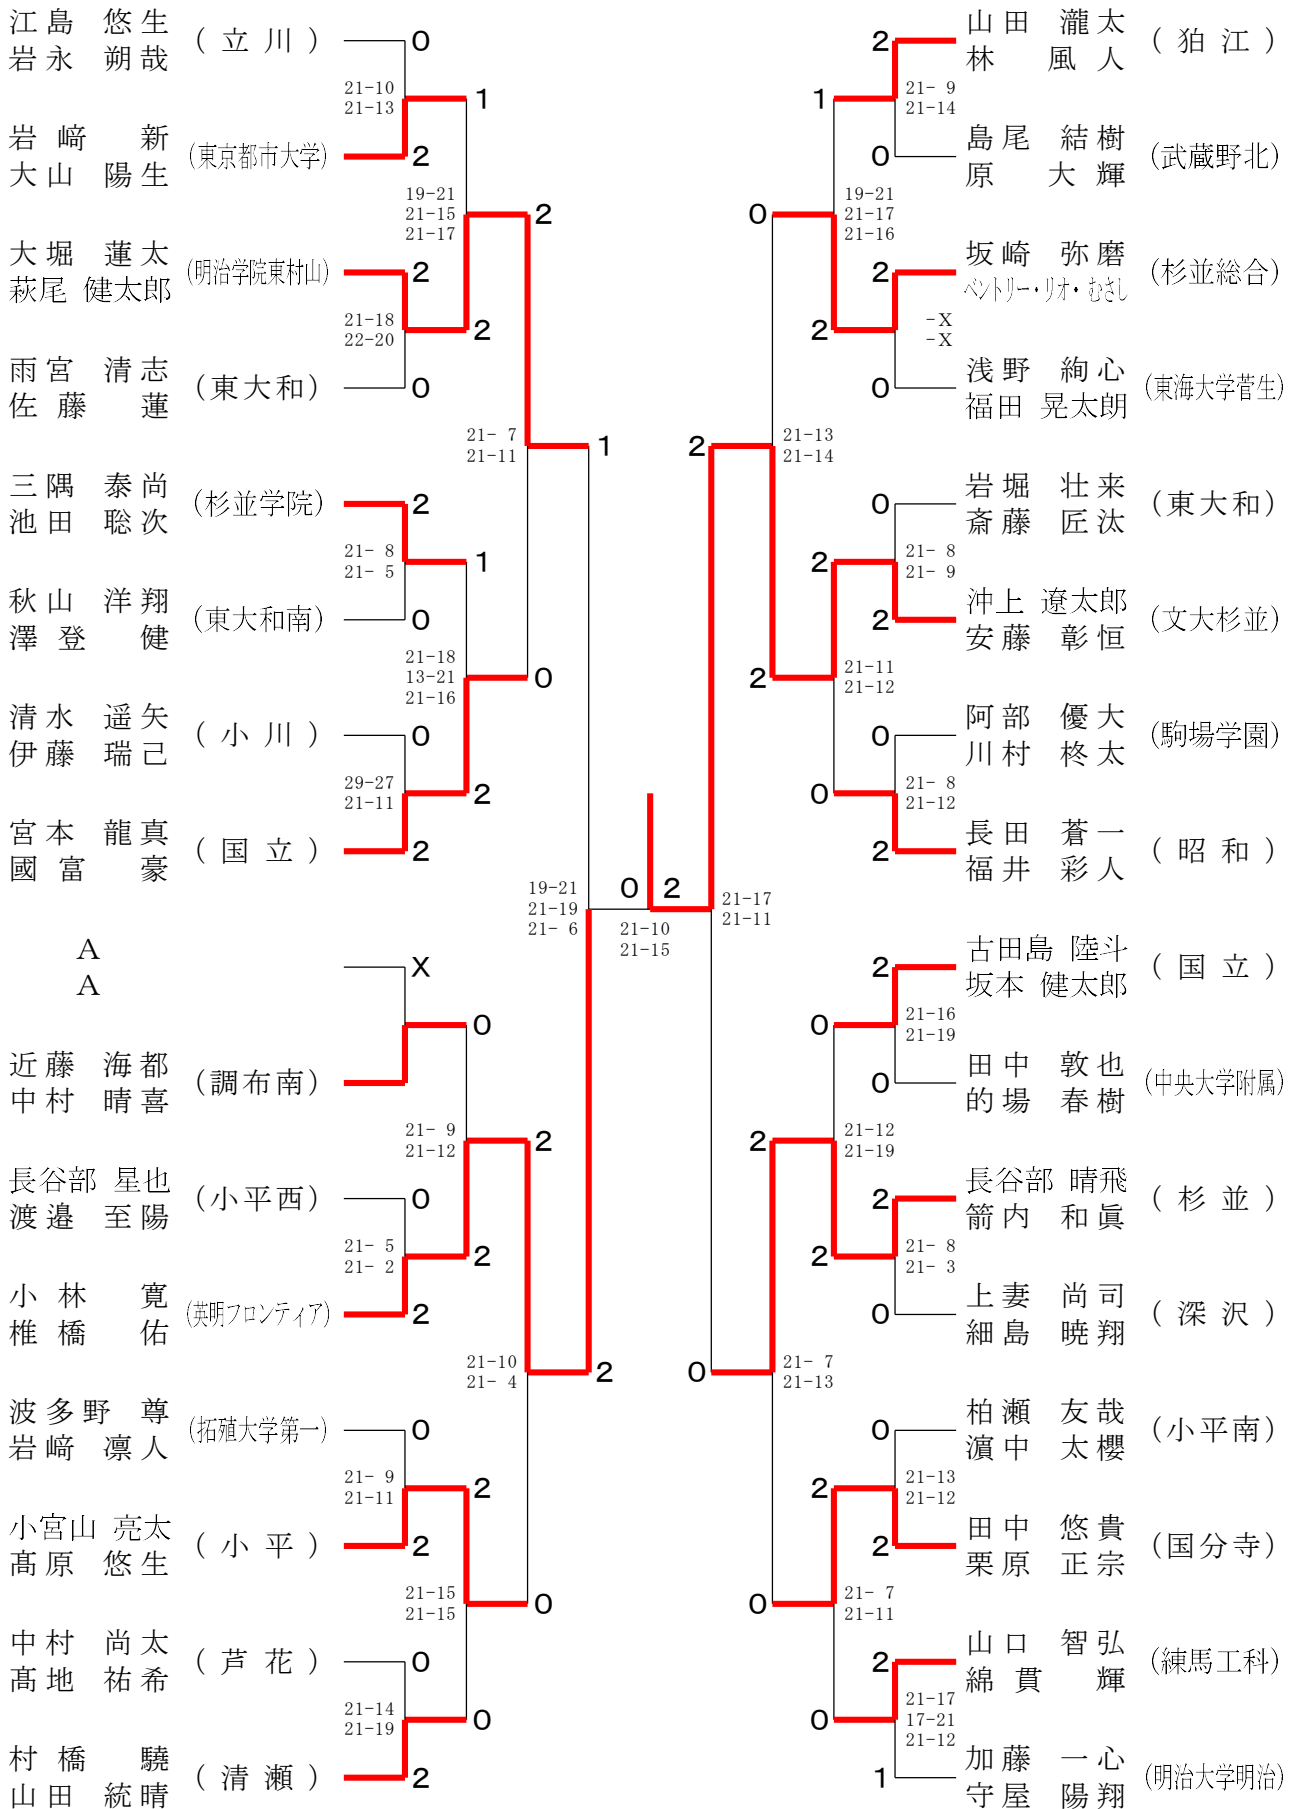 江島 悠生
岩永 朔哉
(立川)
0
21-10
21-13
1
岩﨑 新
大山 陽生
(東京都市大学)
2
19-21
21-15
21-17
2
大堀 蓮太
萩尾 健太郎
(明治学院東村山)
2
21-18
22-20
2
雨宮 清志
佐藤 蓮
(東大和)
0
21- 7
21-11
1
三隅 泰尚
池田 聡次
(杉並学院)
2
21- 8
21- 5
1
秋山 洋翔
澤登 健
(東大和南)
0
21-18
13-21
21-16
0
清水 遥矢
伊藤 瑞己
(小川)
0
29-27
21-11
2
宮本 龍真
國富 豪
(国立)
2
19-21
21-19
21- 6
0 2
21-10
21-15
A
A
X
0
近藤 海都
中村 晴喜
(調布南)
21- 9
21-12
2
長谷部 星也
渡邉 至陽
(小平西)
0
21- 5
21- 2
2
小林 寛
椎橋 佑
(英明フロンティア)
2
21-10
21- 4
2
波多野 尊
岩﨑 凛人
(拓殖大学第一)
0
21- 9
21-11
2
小宮山 亮太
髙原 悠生
(小平)
2
21-15
21-15
0
中村 尚太
髙地 祐希
(芦花)
0
21-14
21-19
0
村橋 驍
山田 統晴
(清瀬)
2
山田 瀧太
林 風人
(狛江)
2
21- 9
21-14
1
島尾 結樹
原 大輝
(武蔵野北)
0
19-21
21-17
21-16
0
坂崎 弥磨
ベントリー・リオ・むさし
(杉並総合)
2
-X
-X
2
浅野 絢心
福田 晃太朗
(東海大学菅生)
0
21-13
21-14
2
岩堀 壮来
斎藤 匠汰
(東大和)
0
21- 8
21- 9
2
沖上 遼太郎
安藤 彰恒
(文大杉並)
2
21-11
21-12
2
阿部 優大
川村 柊太
(駒場学園)
0
21- 8
21-12
0
長田 蒼一
福井 彩人
(昭和)
2
21-17
21-11
古田島 陸斗
坂本 健太郎
(国立)
2
21-16
21-19
0
田中 敦也
的場 春樹
(中央大学附属)
0
21-12
21-19
2
長谷部 晴飛
箭内 和眞
(杉並)
2
21- 8
21- 3
2
上妻 尚司
細島 暁翔
(深沢)
0
21- 7
21-13
0
柏瀬 友哉
濵中 太櫻
(小平南)
0
21-13
21-12
2
田中 悠貴
栗原 正宗
(国分寺)
2
21- 7
21-11
0
山口 智弘
綿貫 輝
(練馬工科)
2
21-17
17-21
21-12
0
加藤 一心
守屋 陽翔
(明治大学明治)
1